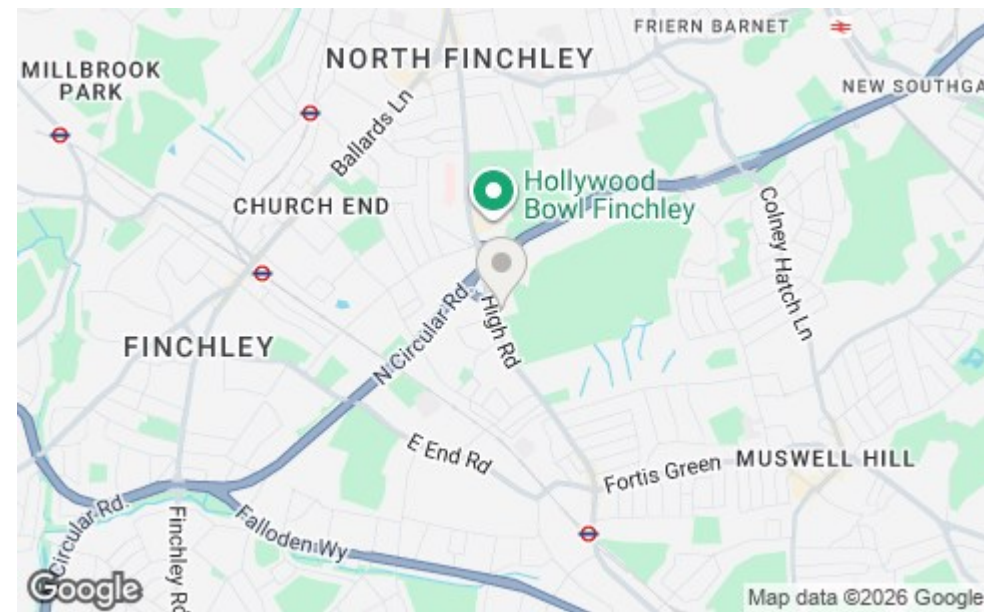 FRIERN BARNET
NORTH FINCHLEY
MILLBROOK
PARK
NEW SOUTHGA
Ballards Ln
Hollywood
Bowl Finchley
CHURCH END
Colney Hatch Ln
N Circular Rd.
High Rd
FINCHLEY
E End Rd
Fortis Green
MUSWELL HILL
Circular Rd.
Finchley Rd
Falloden Wy
Google
Map data ©2026 Google